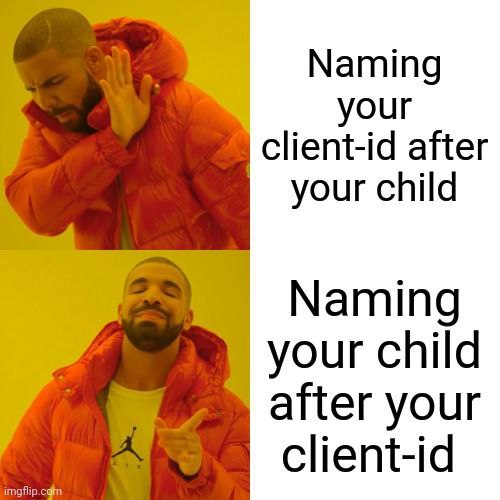 Naming
your
client-id after
your child
Naming
your child
after your
client-id
imgflip.com